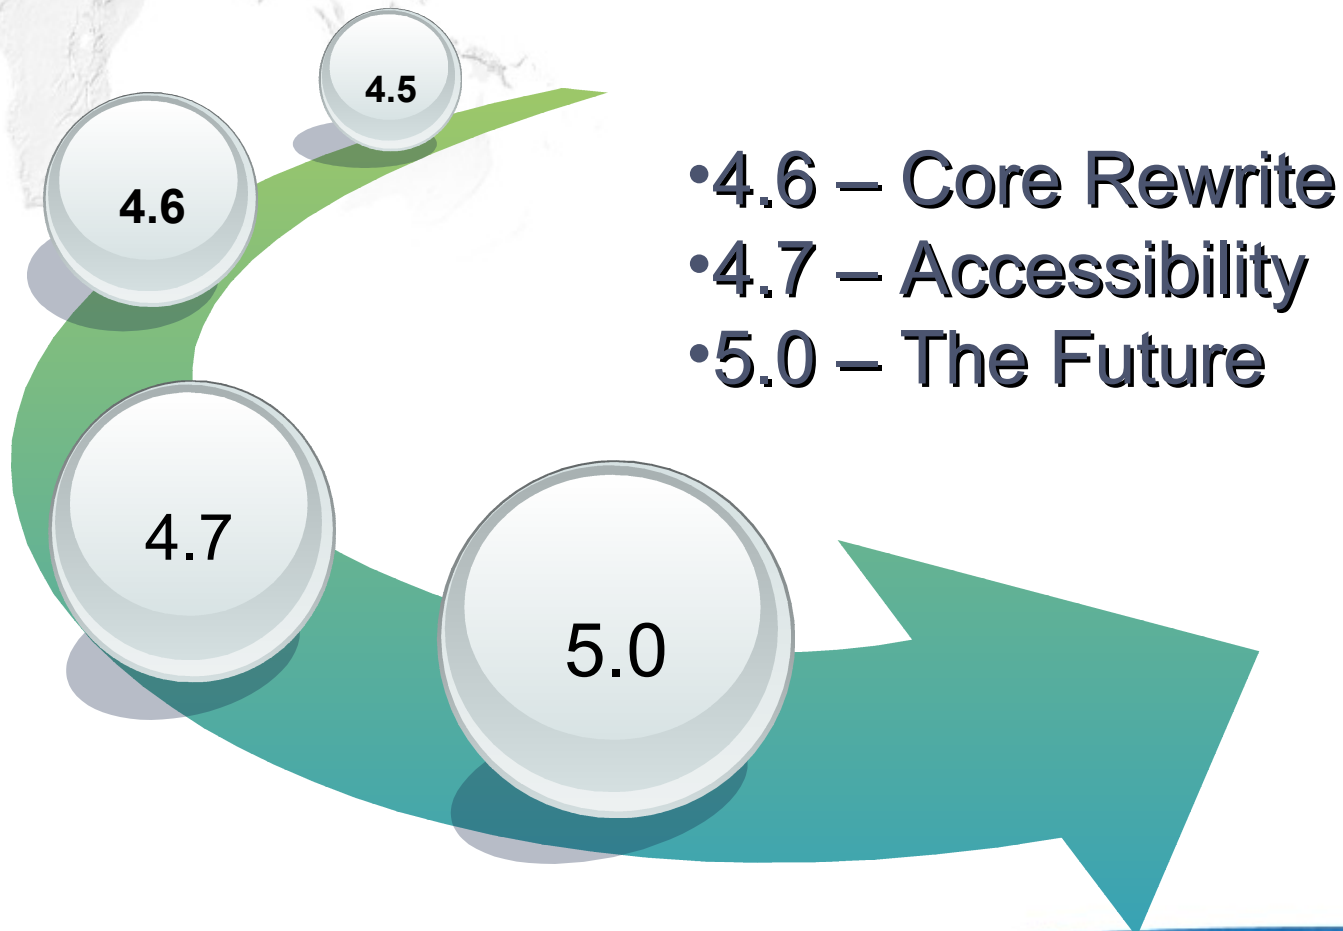 4.5
4.6
•4.6 – Core Rewrite
•4.7 – Accessibility
•5.0 – The Future
4.7
5.0